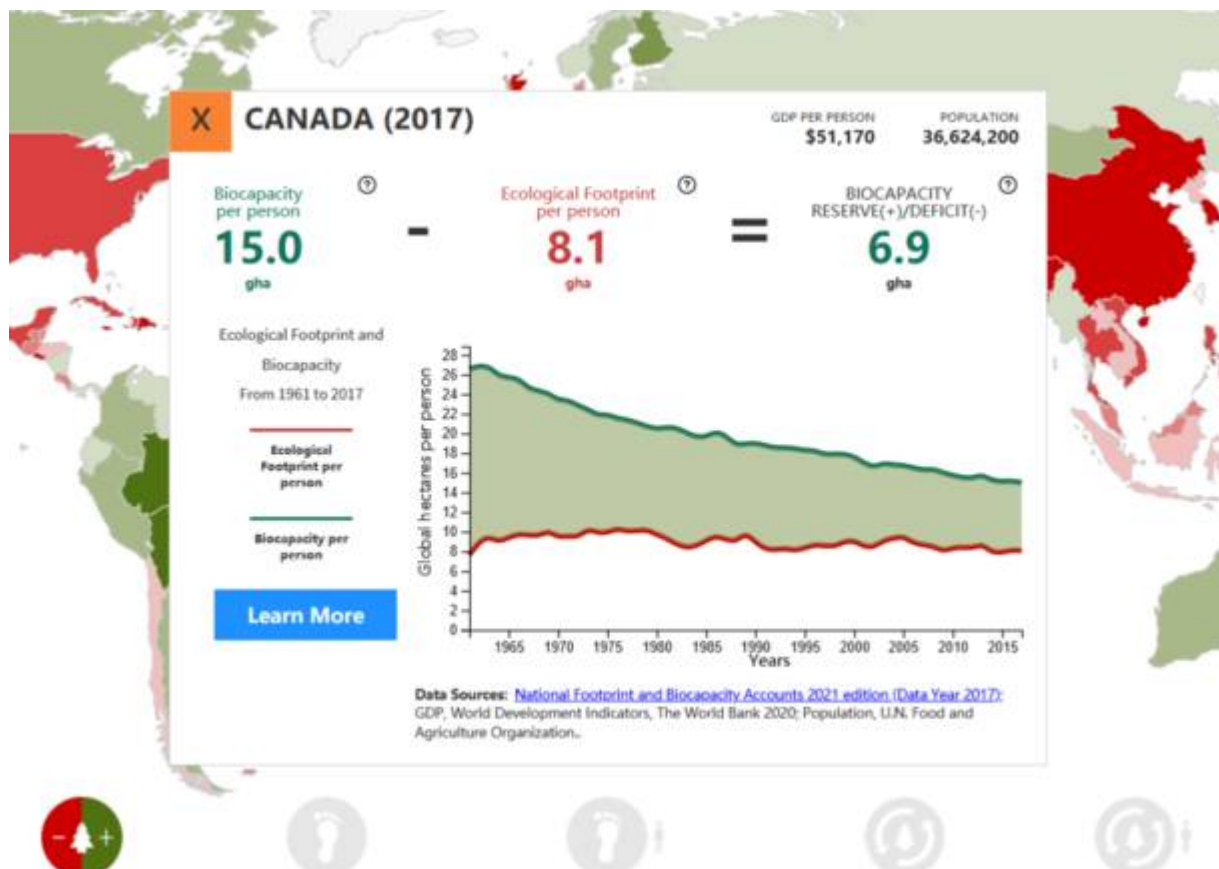 X
CANADA (2017)
GDP PER PERSON
$51,170
POPULATION
36,624,200
Biocapacity
per person
15.0
gha
?
-
Ecological Footprint
per person
8.1
gha
?
=
BIOCAPACITY
RESERVE(+)/DEFICIT(-)
6.9
gha
?
Ecological Footprint and
Biocapacity
From 1961 to 2017
Ecological
Footprint per
person
Biocapacity per
person
Learn More
Global hectares per person
28
26
24
22
20
18
16
14
12
10
8
6
4
2
0
1965 1970 1975 1980 1985 1990 1995 2000 2005 2010 2015
Years
Data Sources: National Footprint and Biocapacity Accounts 2021 edition (Data Year 2017);
GDP, World Development Indicators, The World Bank 2020; Population, U.N. Food and
Agriculture Organization..
- +